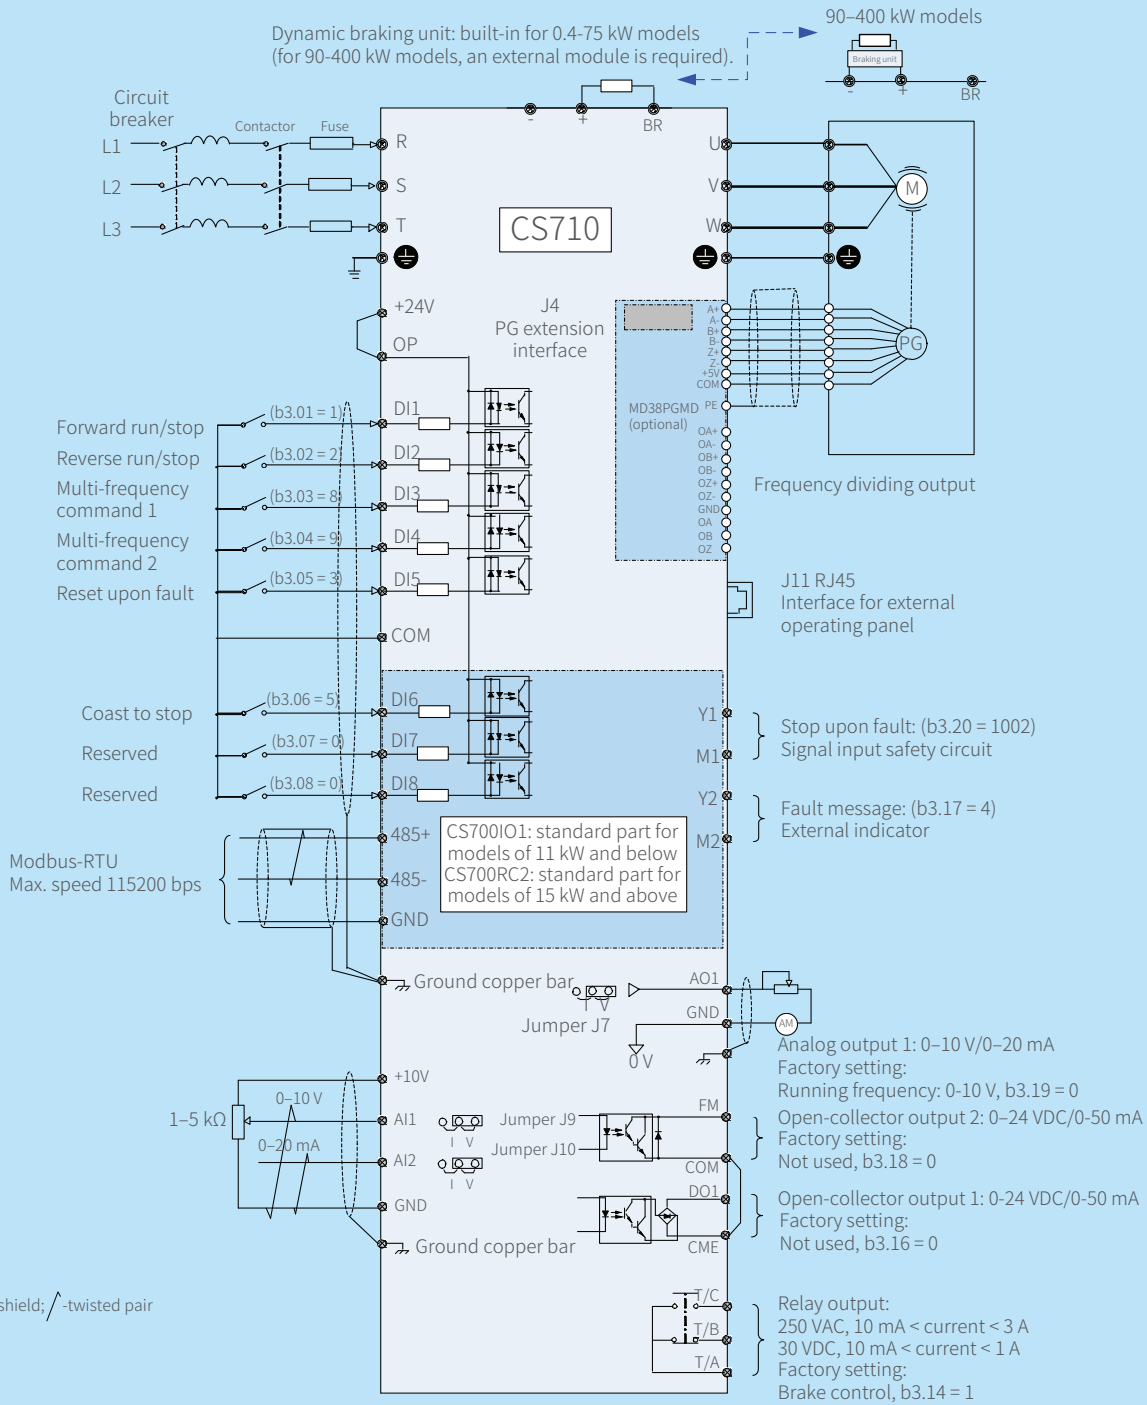 Dynamic braking unit: built-in for 0.4-75 kW models
(for 90-400 kW models, an external module is required).
90–400 kW models
Braking unit
-
+
BR
-
+
BR
Circuit
breaker
Contactor
Fuse
L1
L2
L3
R
S
T
CS710
U
V
W
M
+24V
OP
J4
PG extension
interface
A+
A-
B+
B-
Z+
Z-
+5V
COM
PE
MD38PGMD
(optional)
OA+
OA-
OB+
OB-
OZ+
OZ-
GND
OA
OB
OZ
PG
Frequency dividing output
Forward run/stop
(b3.01 = 1)
DI1
Reverse run/stop
(b3.02 = 2)
DI2
Multi-frequency
command 1
(b3.03 = 8)
DI3
Multi-frequency
command 2
(b3.04 = 9)
DI4
Reset upon fault
(b3.05 = 3)
DI5
COM
J11 RJ45
Interface for external
operating panel
Coast to stop
(b3.06 = 5)
DI6
Reserved
(b3.07 = 0)
DI7
Reserved
(b3.08 = 0)
DI8
Y1
M1
Stop upon fault: (b3.20 = 1002)
Signal input safety circuit
Y2
M2
Fault message: (b3.17 = 4)
External indicator
Modbus-RTU
Max. speed 115200 bps
485+
485-
GND
CS700IO1: standard part for
models of 11 kW and below
CS700RC2: standard part for
models of 15 kW and above
Ground copper bar
I V
Jumper J7
AO1
GND
0 V
AM
Analog output 1: 0–10 V/0–20 mA
Factory setting:
Running frequency: 0-10 V, b3.19 = 0
+10V
1–5 kΩ
0–10 V
AI1
I V
Jumper J9
0–20 mA
AI2
I V
Jumper J10
GND
Ground copper bar
FM
COM
Open-collector output 2: 0–24 VDC/0-50 mA
Factory setting:
Not used, b3.18 = 0
DO1
CME
Open-collector output 1: 0-24 VDC/0-50 mA
Factory setting:
Not used, b3.16 = 0
shield; -twisted pair
T/C
T/B
T/A
Relay output:
250 VAC, 10 mA < current < 3 A
30 VDC, 10 mA < current < 1 A
Factory setting:
Brake control, b3.14 = 1